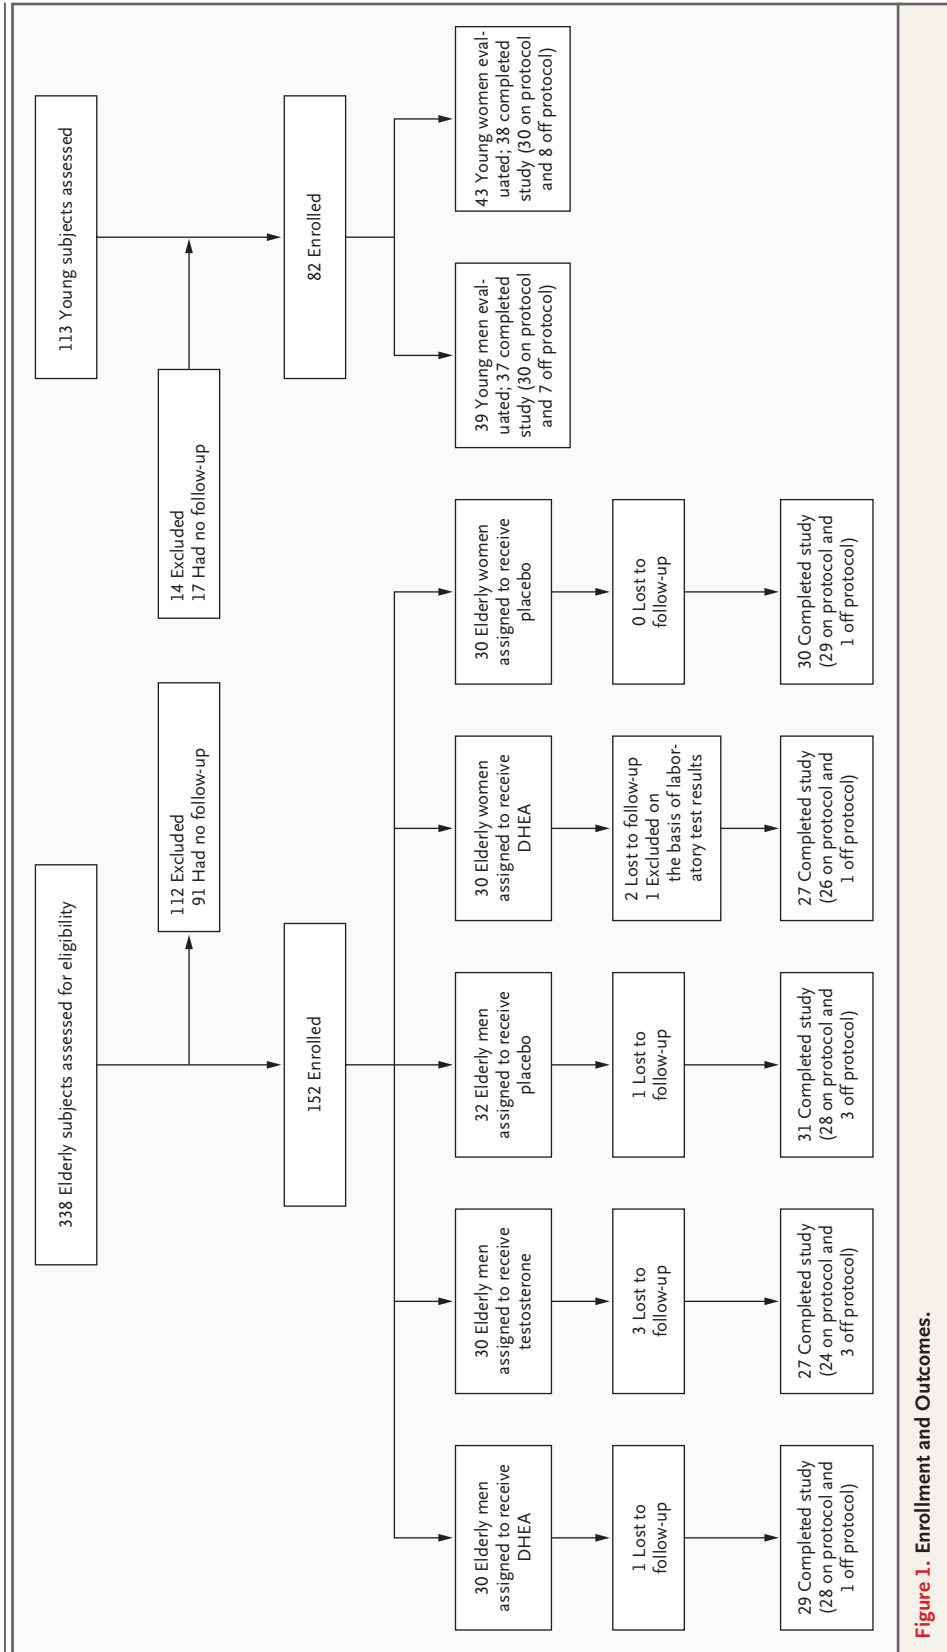 338 Elderly subjects assessed for eligibility
112 Excluded
91 Had no follow-up
152 Enrolled
30 Elderly men
assigned to receive
DHEA
30 Elderly men
assigned to receive
testosterone
32 Elderly men
assigned to receive
placebo
30 Elderly women
assigned to receive
DHEA
30 Elderly women
assigned to receive
placebo
1 Lost to
follow-up
3 Lost to
follow-up
1 Lost to
follow-up
2 Lost to follow-up
1 Excluded on
the basis of labor-
atory test results
0 Lost to
follow-up
29 Completed study
(28 on protocol and
1 off protocol)
27 Completed study
(24 on protocol and
3 off protocol)
31 Completed study
(28 on protocol and
3 off protocol)
27 Completed study
(26 on protocol and
1 off protocol)
30 Completed study
(29 on protocol and
1 off protocol)
113 Young subjects assessed
14 Excluded
17 Had no follow-up
82 Enrolled
39 Young men eval-
uated; 37 completed
study (30 on protocol
and 7 off protocol)
43 Young women eval-
uated; 38 completed
study (30 on protocol
and 8 off protocol)
Figure 1. Enrollment and Outcomes.